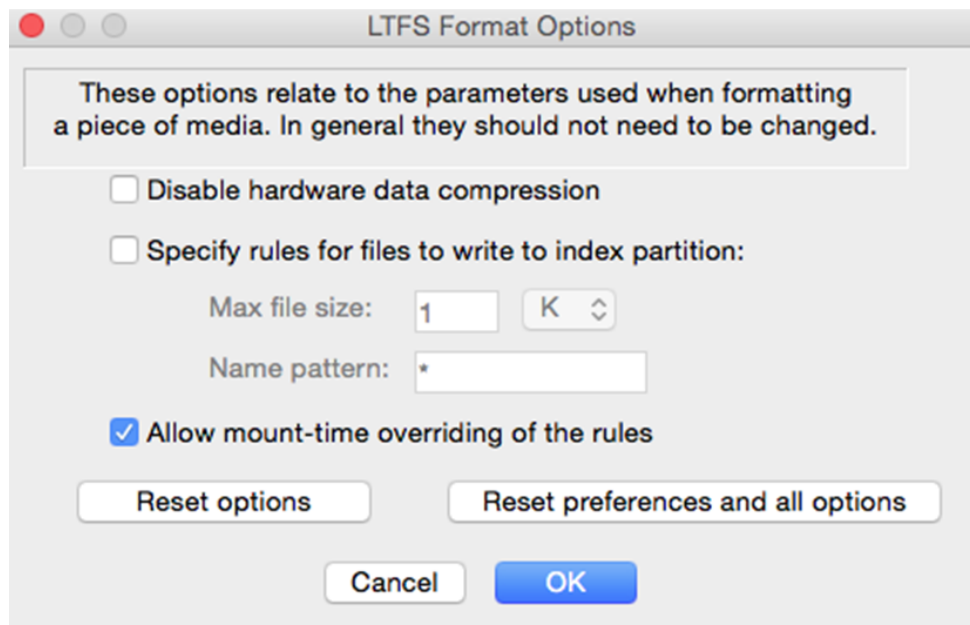 LTFS Format Options
These options relate to the parameters used when formatting
a piece of media. In general they should not need to be changed.
Disable hardware data compression
Specify rules for files to write to index partition:
Max file size: 1 K
Name pattern: *
Allow mount-time overriding of the rules
Reset options Reset preferences and all options
Cancel OK